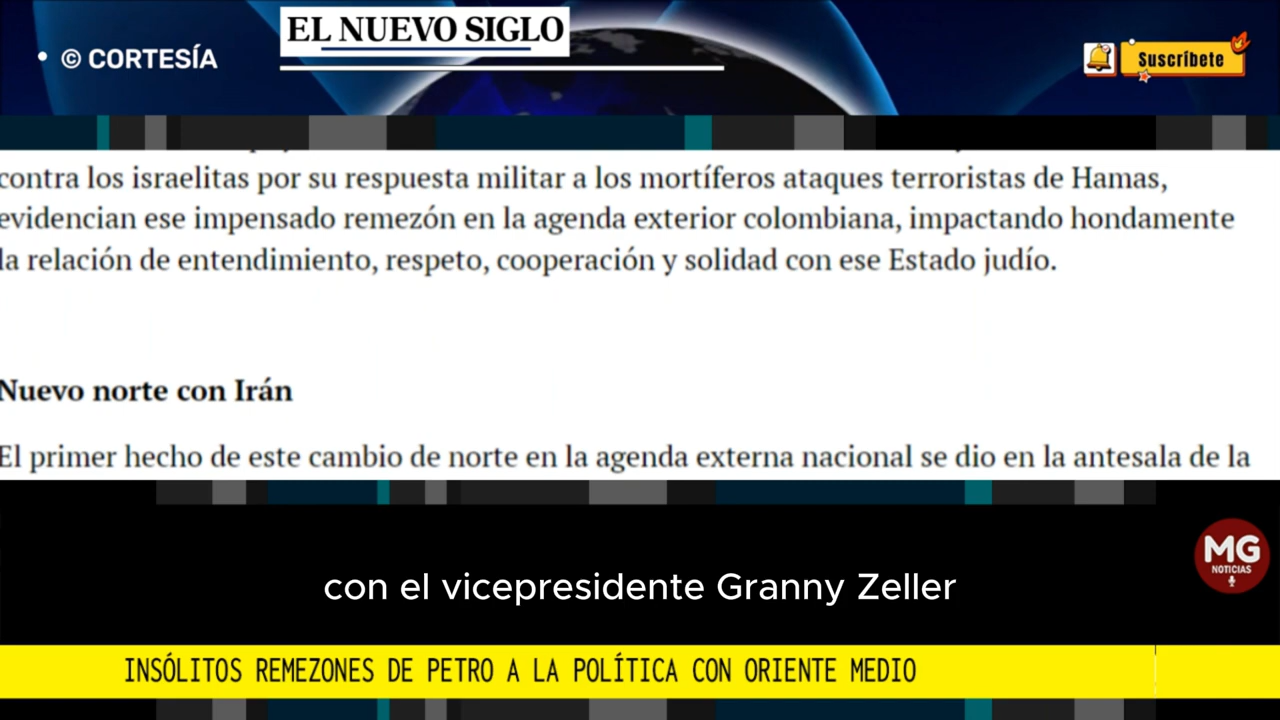 EL NUEVO SIGLO
• © CORTESÍA
Suscríbete
contra los israelitas por su respuesta militar a los mortíferos ataques terroristas de Hamas,
evidencian ese impensado remezón en la agenda exterior colombiana, impactando hondamente
la relación de entendimiento, respeto, cooperación y solidad con ese Estado judío.
Nuevo norte con Irán
El primer hecho de este cambio de norte en la agenda externa nacional se dio en la antesala de la
MG
NOTICIAS
con el vicepresidente Granny Zeller
INSÓLITOS REMEZONES DE PETRO A LA POLÍTICA CON ORIENTE MEDIO